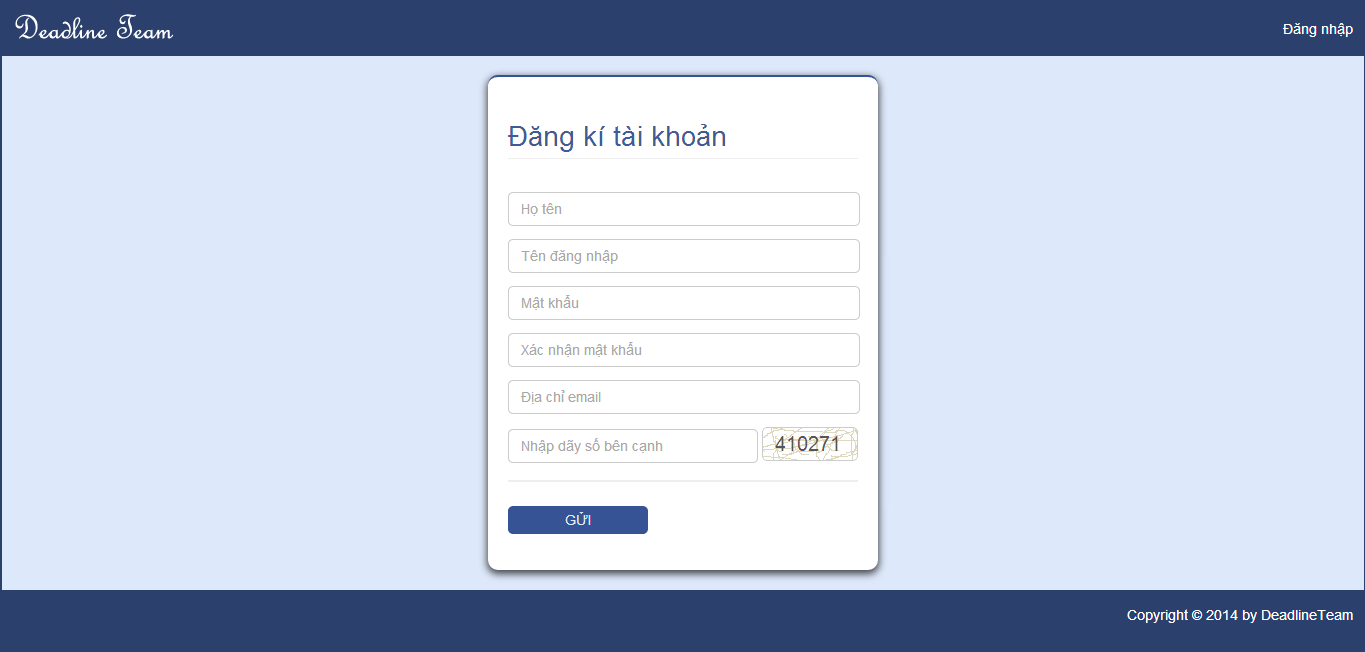 Deadline Team
Đăng nhập
Đăng kí tài khoản
Họ tên
Tên đăng nhập
Mật khẩu
Xác nhận mật khẩu
Địa chỉ email
Nhập dãy số bên cạnh
410271
GỬI
Copyright © 2014 by DeadlineTeam